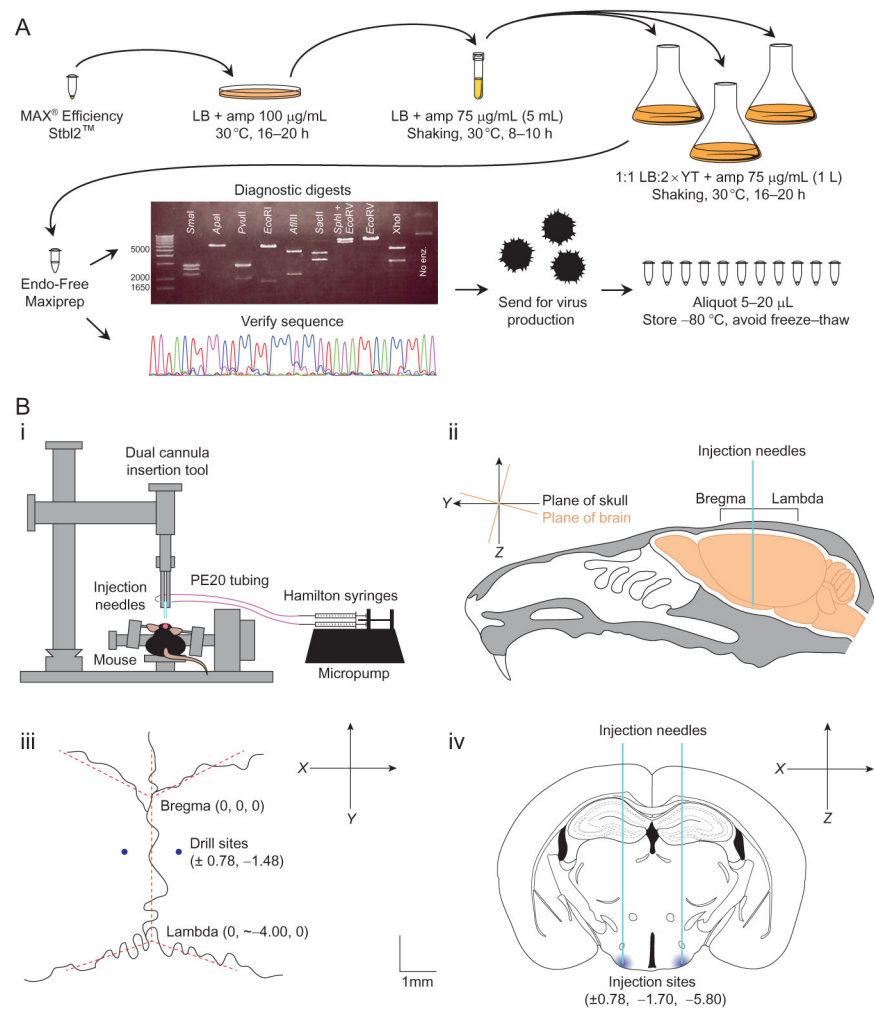 A
MAX® Efficiency
Stbl2™
LB + amp 100 µg/mL
30 °C, 16–20 h
LB + amp 75 µg/mL (5 mL)
Shaking, 30 °C, 8–10 h
1:1 LB:2 × YT + amp 75 µg/mL (1 L)
Shaking, 30 °C, 16–20 h
Diagnostic digests
SmaI
ApaI
PvuII
EcoRI
AflIII
SacII
SphI +
EcoRV
EcoRV
XhoI
No enz.
5000
2000
1650
Endo-Free
Maxiprep
Verify sequence
Send for virus
production
Aliquot 5–20 µL
Store –80 °C, avoid freeze–thaw
B
i
Dual cannula
insertion tool
PE20 tubing
Injection
needles
Hamilton syringes
Mouse
Micropump
ii
Injection needles
Y
Z
Plane of skull
Plane of brain
Bregma
Lambda
iii
X
Y
Bregma (0, 0, 0)
Drill sites
(± 0.78, −1.48)
Lambda (0, ~−4.00, 0)
1mm
iv
Injection needles
X
Z
Injection sites
(±0.78, −1.70, −5.80)